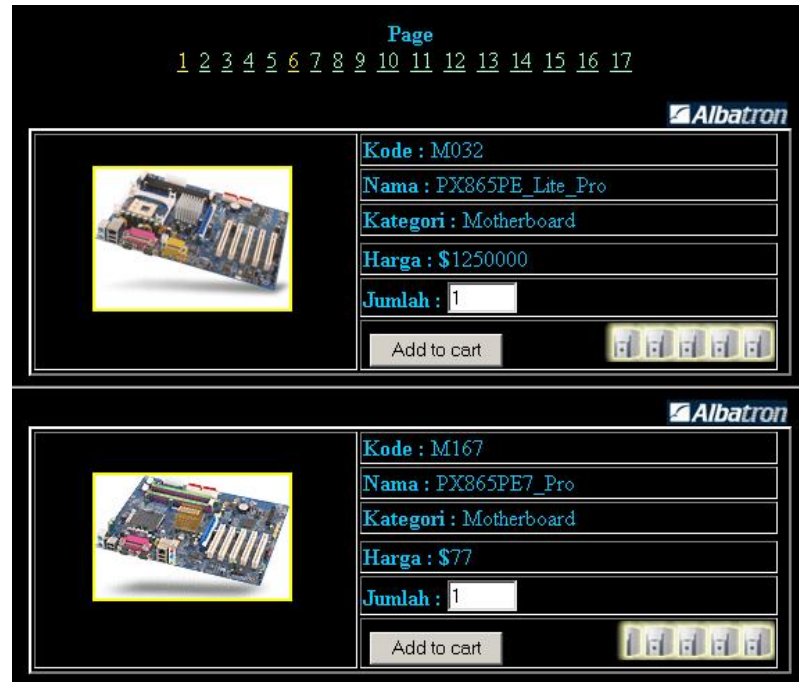 Page
1 2 3 4 5 6 7 8 9 10 11 12 13 14 15 16 17
Albatron
Kode : M032
Nama : PX865PE_Lite_Pro
Kategori : Motherboard
Harga : $1250000
Jumlah : 1
Add to cart
Albatron
Kode : M167
Nama : PX865PE7_Pro
Kategori : Motherboard
Harga : $77
Jumlah : 1
Add to cart